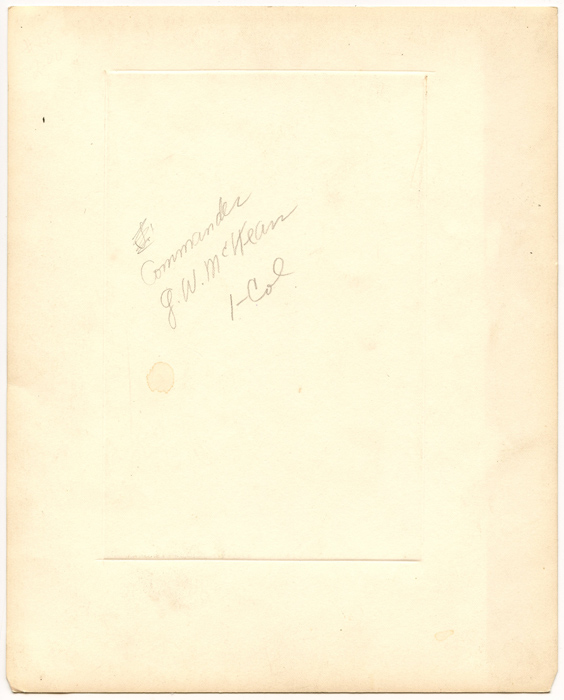 Commander
J. W. McKean
1-Col